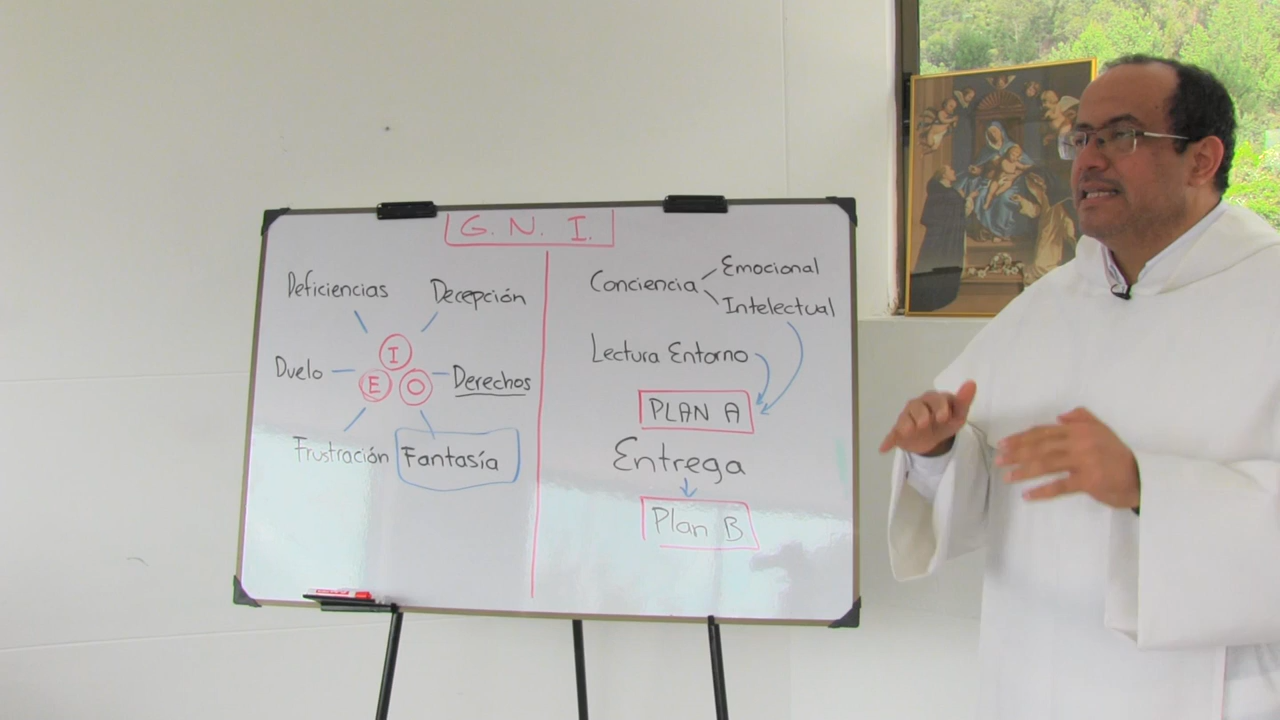 G. N. I.
Deficiencias
Decepción
I
Duelo
E
O
Derechos
Frustración
Fantasía
Conciencia
Emocional
Intelectual
Lectura Entorno
PLAN A
Entrega
Plan B